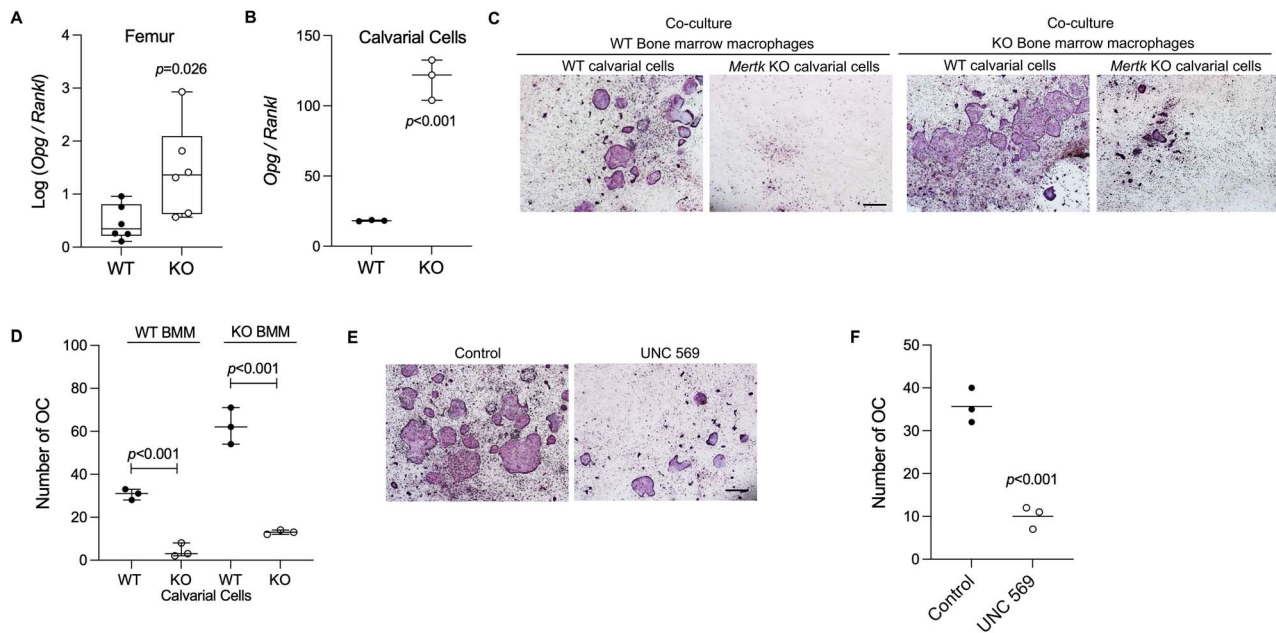 A
Femur
Log (Opg / Rankl)
4
3
2
1
0
p=0.026
WT
KO
B
Calvarial Cells
Opg / Rankl
150
100
50
0
p<0.001
WT
KO
C
Co-culture
WT Bone marrow macrophages
WT calvarial cells
Mertk KO calvarial cells
Co-culture
KO Bone marrow macrophages
WT calvarial cells
Mertk KO calvarial cells
D
WT BMM
KO BMM
Number of OC
100
80
60
40
20
0
p<0.001
p<0.001
WT
KO
WT
KO
Calvarial Cells
E
Control
UNC 569
F
Number of OC
50
40
30
20
10
0
p<0.001
Control
UNC 569